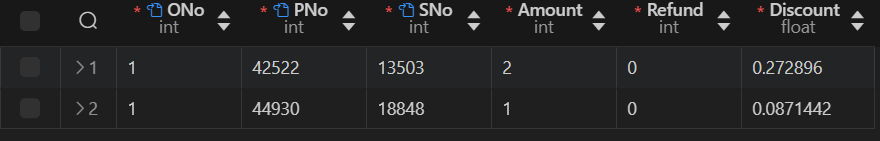 * ONo * PNo * SNo * Amount * Refund * Discount
int int int int int float
1 1 42522 13503 2 0 0.272896
2 1 44930 18848 1 0 0.0871442